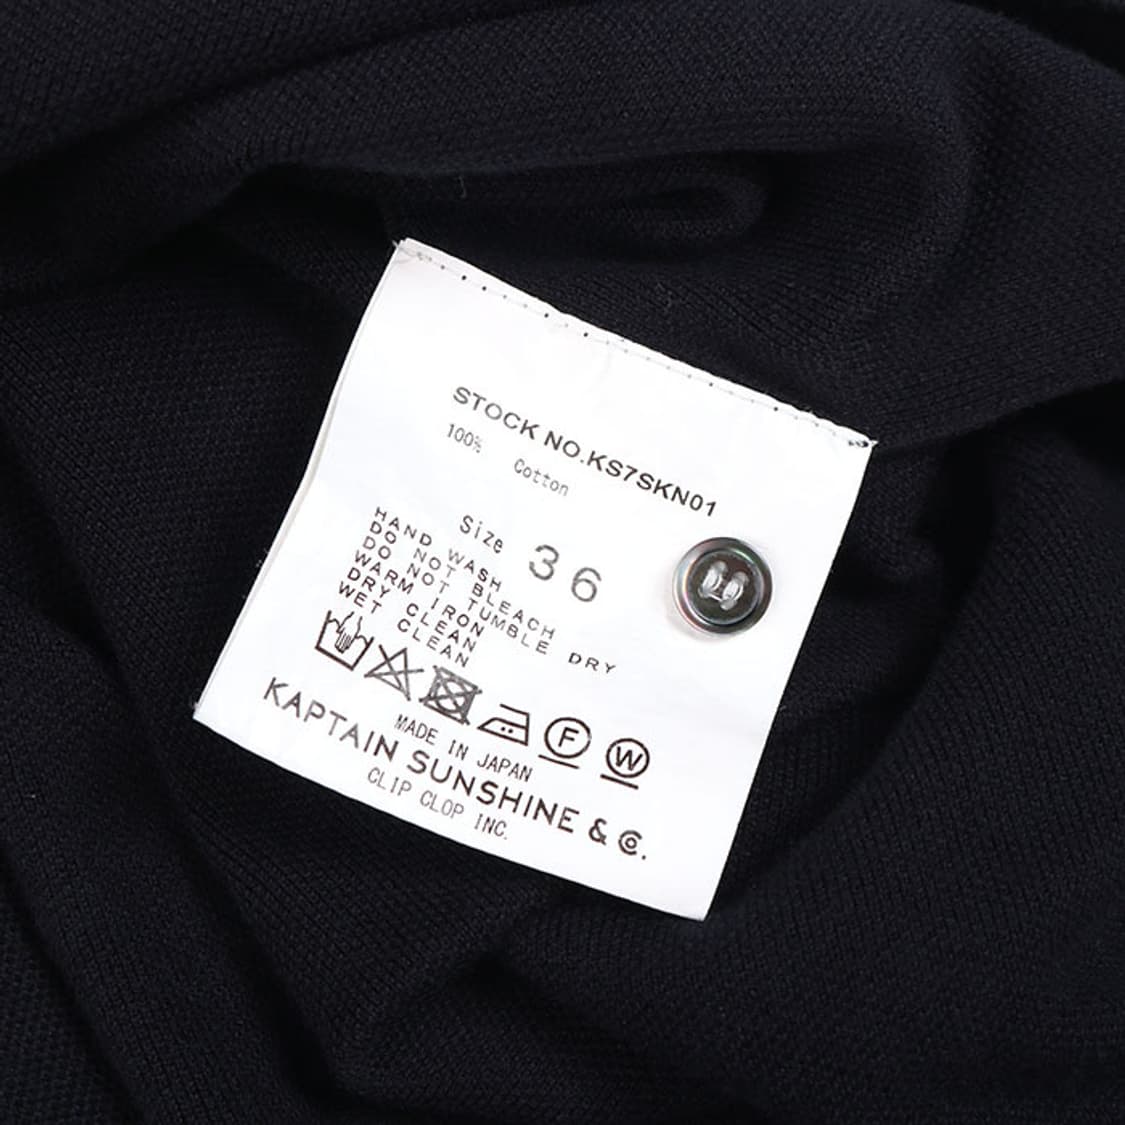 STOCK NO.KS7SKN01
100% Cotton
Size 36
HAND WASH
DO NOT BLEACH
DO NOT TUMBLE DRY
WARM IRON
DRY CLEAN
WET CLEAN
F W
MADE IN JAPAN
KAPTAIN SUNSHINE & Co.
CLIP CLOP INC.